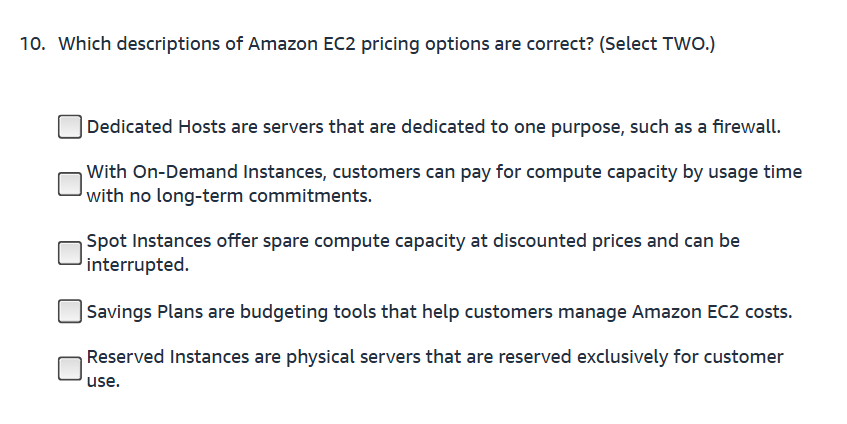 10. Which descriptions of Amazon EC2 pricing options are correct? (Select TWO.)
Dedicated Hosts are servers that are dedicated to one purpose, such as a firewall.
With On-Demand Instances, customers can pay for compute capacity by usage time
with no long-term commitments.
Spot Instances offer spare compute capacity at discounted prices and can be
interrupted.
Savings Plans are budgeting tools that help customers manage Amazon EC2 costs.
Reserved Instances are physical servers that are reserved exclusively for customer
use.